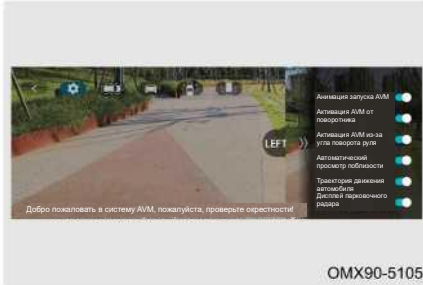 LEFT
Анимация запуска AVM
Активация AVM от
поворотника
Активация AVM из-за
угла поворота руля
Автоматический
просмотр поблизости
Траектория движения
автомобиля
Дисплей парковочного
радара
Добро пожаловать в систему AVM, пожалуйста, проверьте окрестности!
OMX90-5105